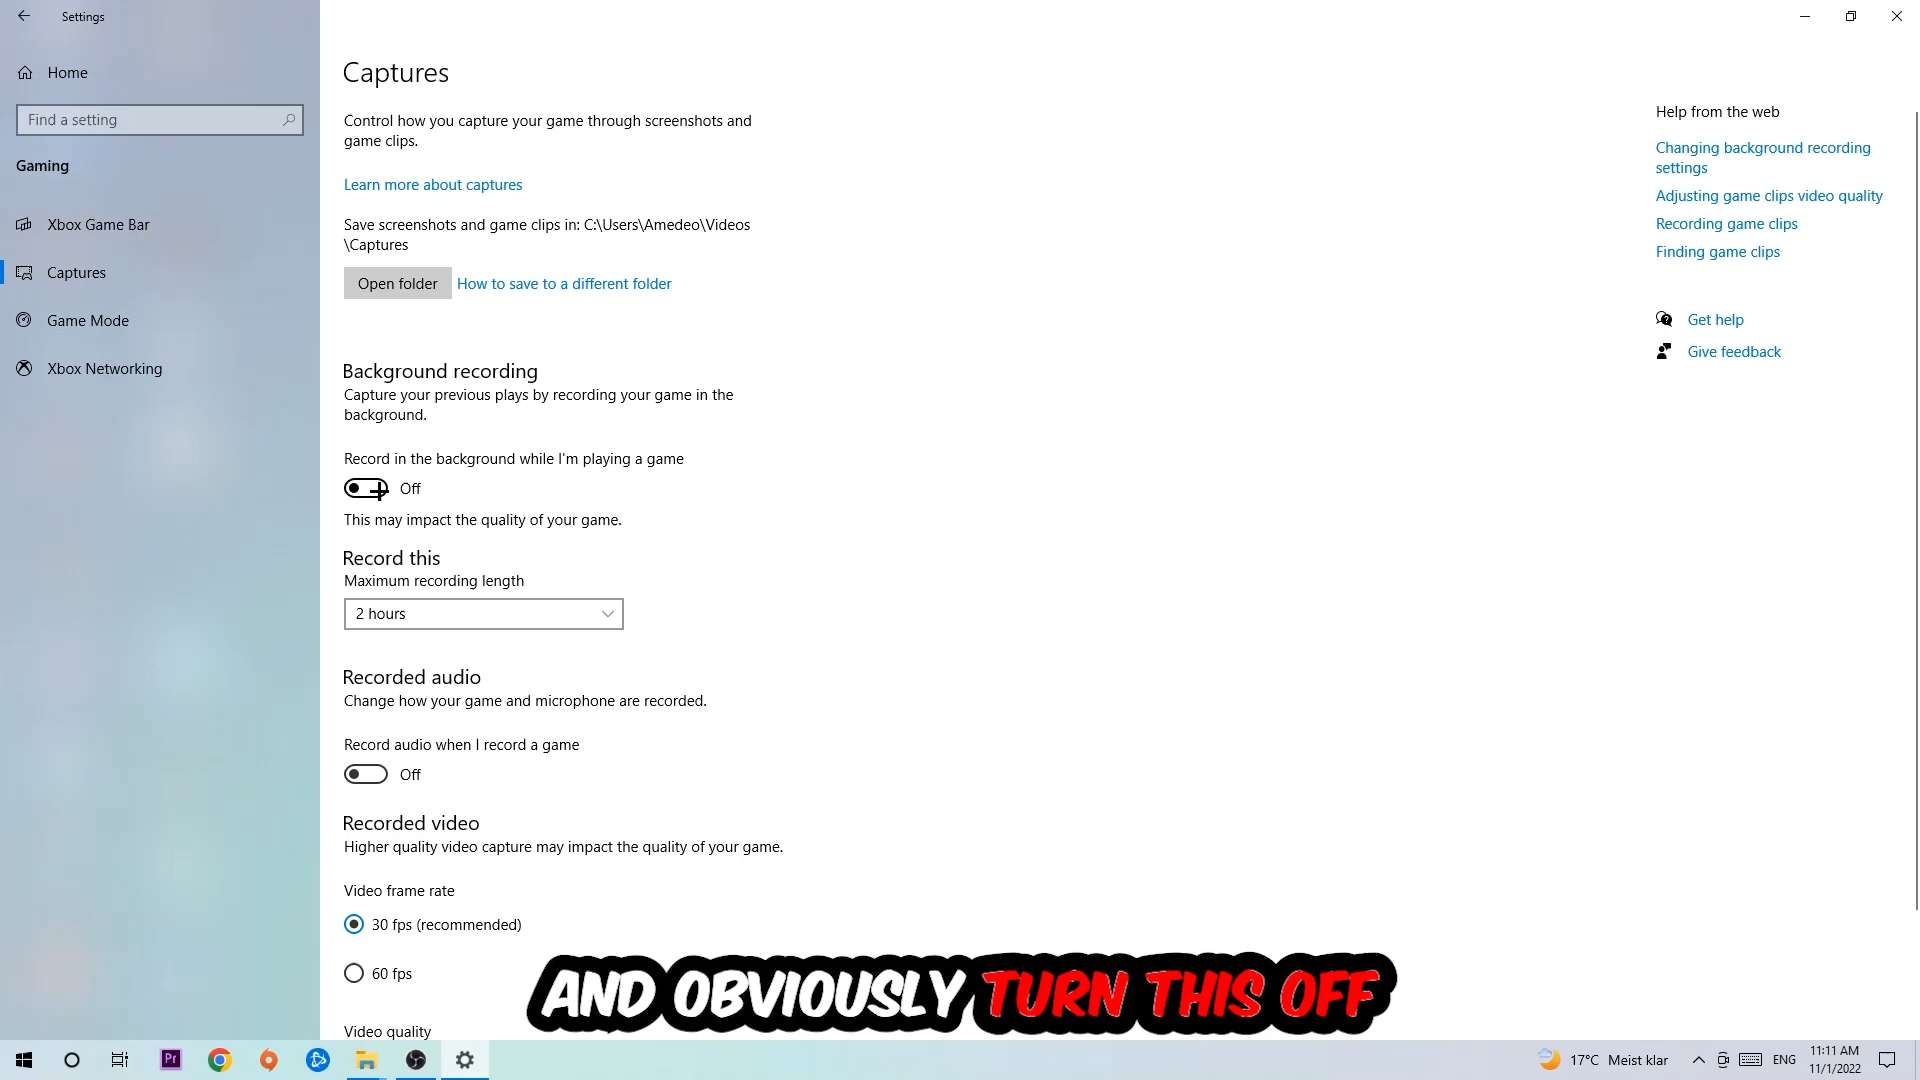 Settings
Home
Find a setting
Gaming
Xbox Game Bar
Captures
Game Mode
Xbox Networking
Captures
Control how you capture your game through screenshots and
game clips.
Learn more about captures
Save screenshots and game clips in: C:\Users\Amedeo\Videos
\Captures
Open folder
How to save to a different folder
Background recording
Capture your previous plays by recording your game in the
background.
Record in the background while I'm playing a game
Off
This may impact the quality of your game.
Record this
Maximum recording length
2 hours
Recorded audio
Change how your game and microphone are recorded.
Record audio when I record a game
Off
Recorded video
Higher quality video capture may impact the quality of your game.
Video frame rate
30 fps (recommended)
60 fps
Video quality
Help from the web
Changing background recording
settings
Adjusting game clips video quality
Recording game clips
Finding game clips
Get help
Give feedback
AND OBVIOUSLY TURN THIS OFF
Pr
17°C Meist klar
ENG
11:11 AM
11/1/2022